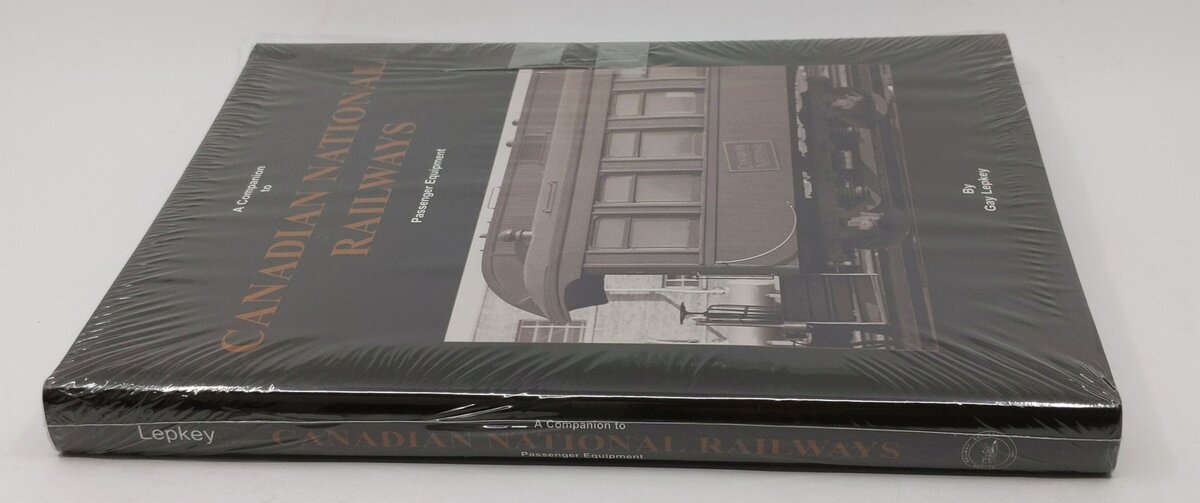 A Companion
to
CANADIAN NATIONAL
RAILWAYS
Passenger Equipment
By
Gay Lepkey
Lepkey
A Companion to
CANADIAN NATIONAL RAILWAYS
Passenger Equipment